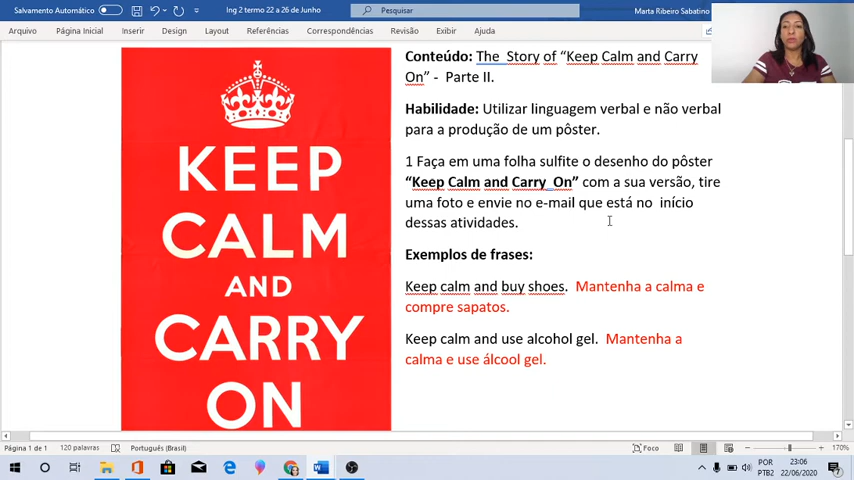 Salvamento Automático
Ing 2 termo 22 a 26 de Junho
Pesquisar
Marta Ribeiro Sabatino
Arquivo
Página Inicial
Inserir
Design
Layout
Referências
Correspondências
Revisão
Exibir
Ajuda
KEEP
CALM
AND
CARRY
ON
Conteúdo: The Story of “Keep Calm and Carry
On” - Parte II.
Habilidade: Utilizar linguagem verbal e não verbal
para a produção de um pôster.
1 Faça em uma folha sulfite o desenho do pôster
“Keep Calm and Carry On” com a sua versão, tire
uma foto e envie no e-mail que está no início
dessas atividades.
Exemplos de frases:
Keep calm and buy shoes. Mantenha a calma e
compre sapatos.
Keep calm and use alcohol gel. Mantenha a
calma e use álcool gel.
Página 1 de 1
120 palavras
Português (Brasil)
Foco
170%
POR
PTB2
23:06
22/06/2020